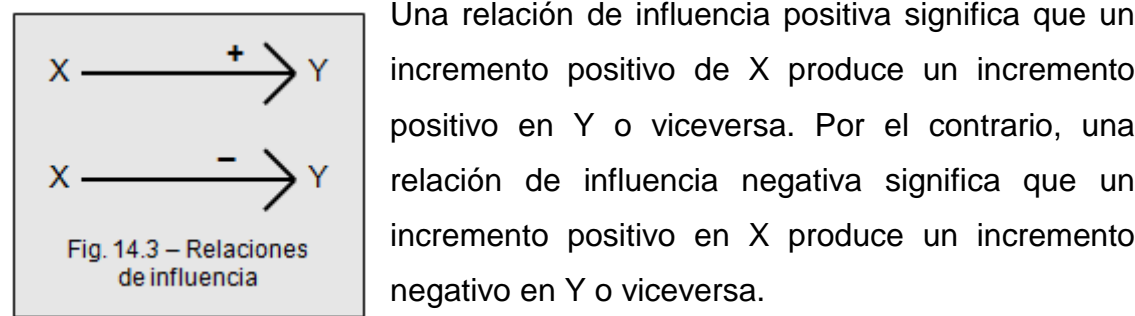 X + Y
X − Y
Fig. 14.3 – Relaciones
de influencia
Una relación de influencia positiva significa que un
incremento positivo de X produce un incremento
positivo en Y o viceversa. Por el contrario, una
relación de influencia negativa significa que un
incremento positivo en X produce un incremento
negativo en Y o viceversa.